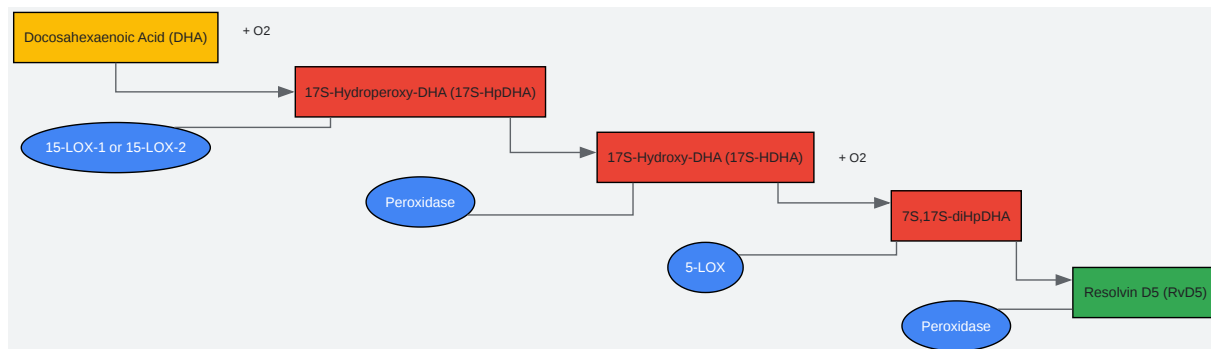 Docosahexaenoic Acid (DHA)
+ O2
17S-Hydroperoxy-DHA (17S-HpDHA)
15-LOX-1 or 15-LOX-2
17S-Hydroxy-DHA (17S-HDHA)
+ O2
Peroxidase
7S,17S-diHpDHA
5-LOX
Resolvin D5 (RvD5)
Peroxidase